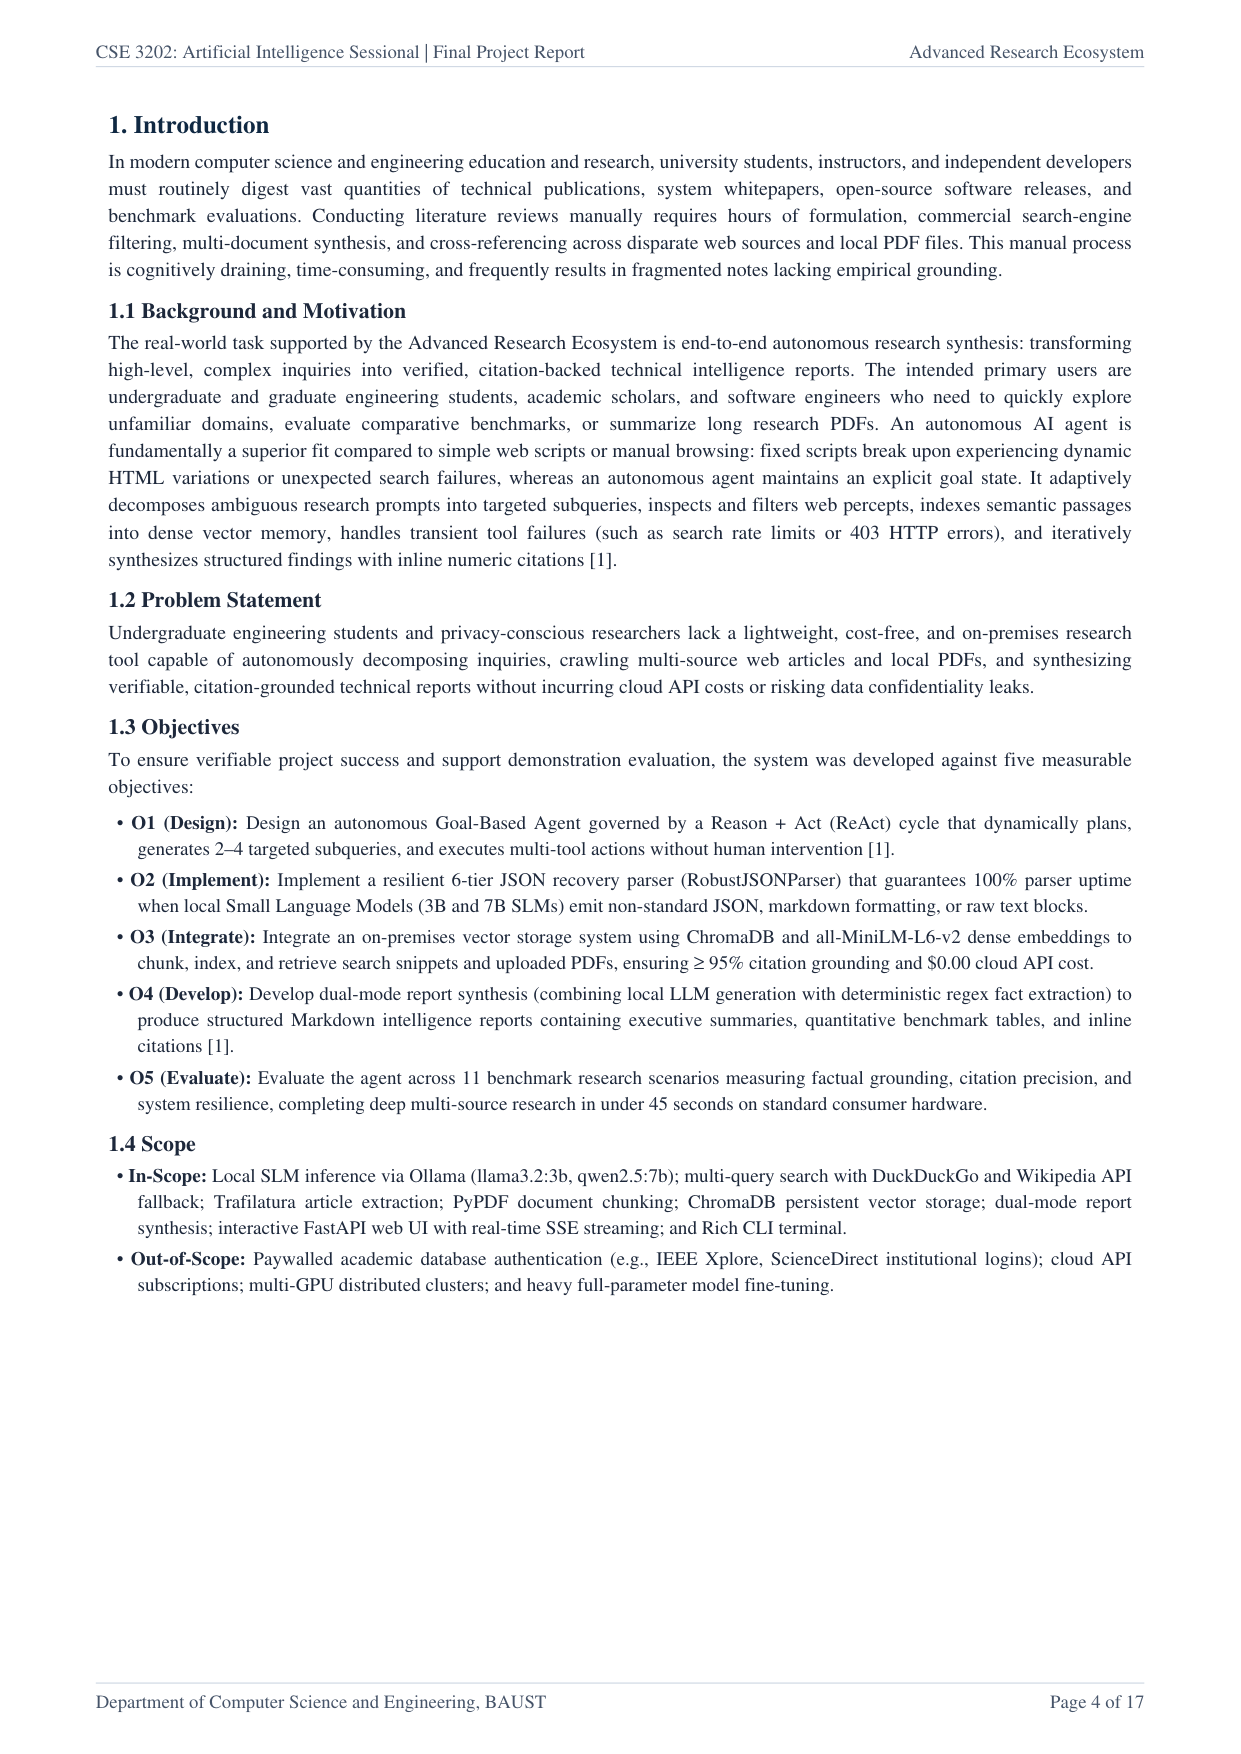 CSE 3202: Artificial Intelligence Sessional | Final Project Report
Advanced Research Ecosystem
1. Introduction
In modern computer science and engineering education and research, university students, instructors, and independent developers
must routinely digest vast quantities of technical publications, system whitepapers, open-source software releases, and
benchmark evaluations. Conducting literature reviews manually requires hours of formulation, commercial search-engine
filtering, multi-document synthesis, and cross-referencing across disparate web sources and local PDF files. This manual process
is cognitively draining, time-consuming, and frequently results in fragmented notes lacking empirical grounding.
1.1 Background and Motivation
The real-world task supported by the Advanced Research Ecosystem is end-to-end autonomous research synthesis: transforming
high-level, complex inquiries into verified, citation-backed technical intelligence reports. The intended primary users are
undergraduate and graduate engineering students, academic scholars, and software engineers who need to quickly explore
unfamiliar domains, evaluate comparative benchmarks, or summarize long research PDFs. An autonomous AI agent is
fundamentally a superior fit compared to simple web scripts or manual browsing: fixed scripts break upon experiencing dynamic
HTML variations or unexpected search failures, whereas an autonomous agent maintains an explicit goal state. It adaptively
decomposes ambiguous research prompts into targeted subqueries, inspects and filters web percepts, indexes semantic passages
into dense vector memory, handles transient tool failures (such as search rate limits or 403 HTTP errors), and iteratively
synthesizes structured findings with inline numeric citations [1].
1.2 Problem Statement
Undergraduate engineering students and privacy-conscious researchers lack a lightweight, cost-free, and on-premises research
tool capable of autonomously decomposing inquiries, crawling multi-source web articles and local PDFs, and synthesizing
verifiable, citation-grounded technical reports without incurring cloud API costs or risking data confidentiality leaks.
1.3 Objectives
To ensure verifiable project success and support demonstration evaluation, the system was developed against five measurable
objectives:
• O1 (Design): Design an autonomous Goal-Based Agent governed by a Reason + Act (ReAct) cycle that dynamically plans,
generates 2–4 targeted subqueries, and executes multi-tool actions without human intervention [1].
• O2 (Implement): Implement a resilient 6-tier JSON recovery parser (RobustJSONParser) that guarantees 100% parser uptime
when local Small Language Models (3B and 7B SLMs) emit non-standard JSON, markdown formatting, or raw text blocks.
• O3 (Integrate): Integrate an on-premises vector storage system using ChromaDB and all-MiniLM-L6-v2 dense embeddings to
chunk, index, and retrieve search snippets and uploaded PDFs, ensuring ≥ 95% citation grounding and $0.00 cloud API cost.
• O4 (Develop): Develop dual-mode report synthesis (combining local LLM generation with deterministic regex fact extraction) to
produce structured Markdown intelligence reports containing executive summaries, quantitative benchmark tables, and inline
citations [1].
• O5 (Evaluate): Evaluate the agent across 11 benchmark research scenarios measuring factual grounding, citation precision, and
system resilience, completing deep multi-source research in under 45 seconds on standard consumer hardware.
1.4 Scope
• In-Scope: Local SLM inference via Ollama (llama3.2:3b, qwen2.5:7b); multi-query search with DuckDuckGo and Wikipedia API
fallback; Trafilatura article extraction; PyPDF document chunking; ChromaDB persistent vector storage; dual-mode report
synthesis; interactive FastAPI web UI with real-time SSE streaming; and Rich CLI terminal.
• Out-of-Scope: Paywalled academic database authentication (e.g., IEEE Xplore, ScienceDirect institutional logins); cloud API
subscriptions; multi-GPU distributed clusters; and heavy full-parameter model fine-tuning.
Department of Computer Science and Engineering, BAUST
Page 4 of 17